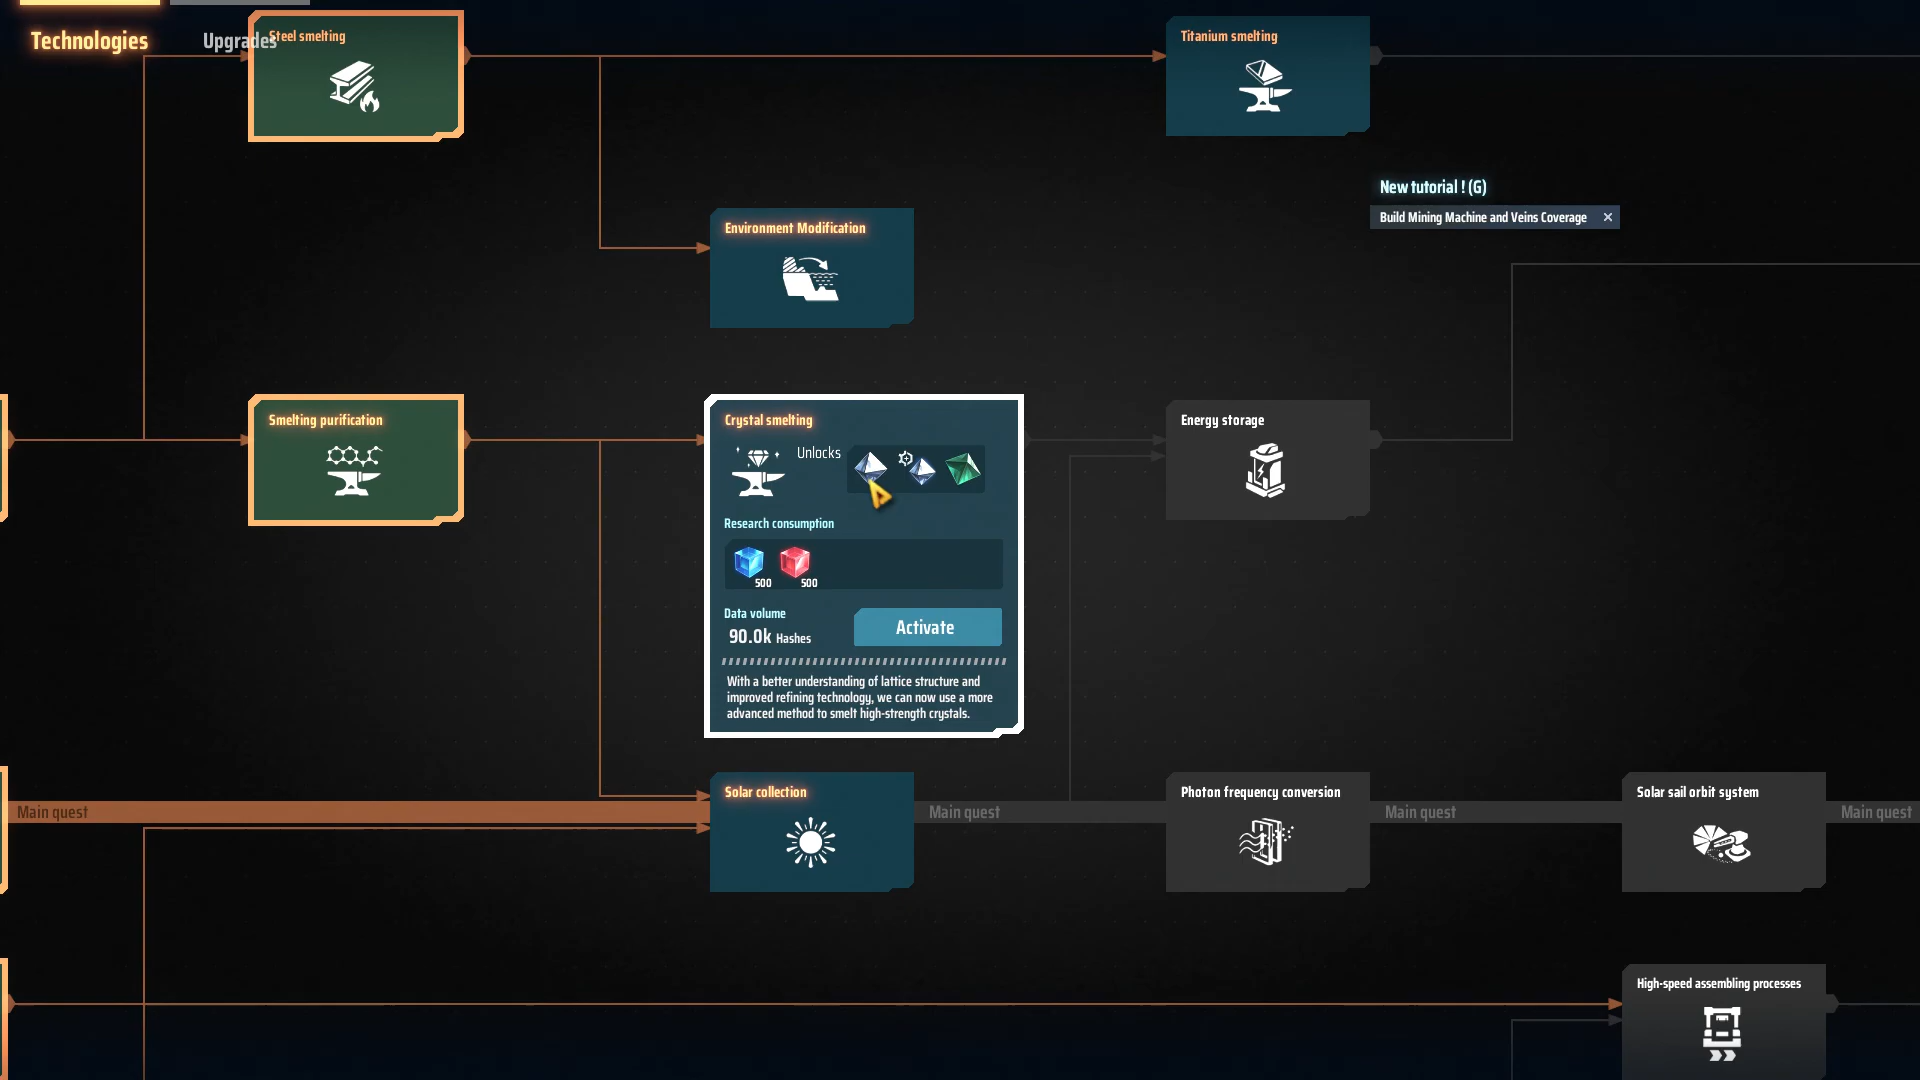 Technologies
Upgrades
Steel smelting
Titanium smelting
New tutorial ! (G)
Build Mining Machine and Veins Coverage
Environment Modification
Smelting purification
Crystal smelting
Unlocks
Research consumption
500
500
Data volume
90.0k Hashes
Activate
With a better understanding of lattice structure and
improved refining technology, we can now use a more
advanced method to smelt high-strength crystals.
Energy storage
Main quest
Solar collection
Main quest
Photon frequency conversion
Main quest
Solar sail orbit system
Main quest
High-speed assembling processes